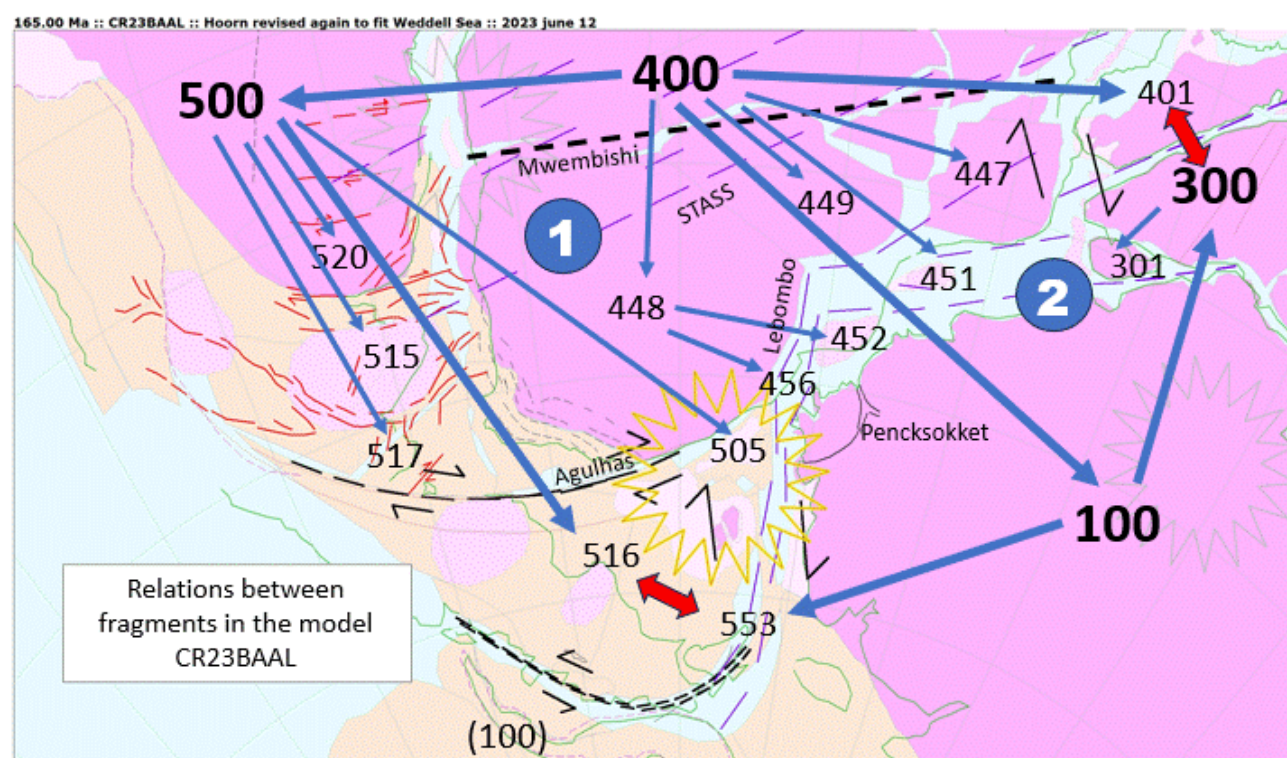 165.00 Ma :: CR23BAAL :: Hoorn revised again to fit Weddell Sea :: 2023 june 12
400
500
401
Mwembishi
447
300
STASS
449
1
520
451
301
2
Lebombo
448
452
515
456
Pencksokket
505
517
Agulhas
100
516
Relations between
fragments in the model
CR23BAAL
553
(100)